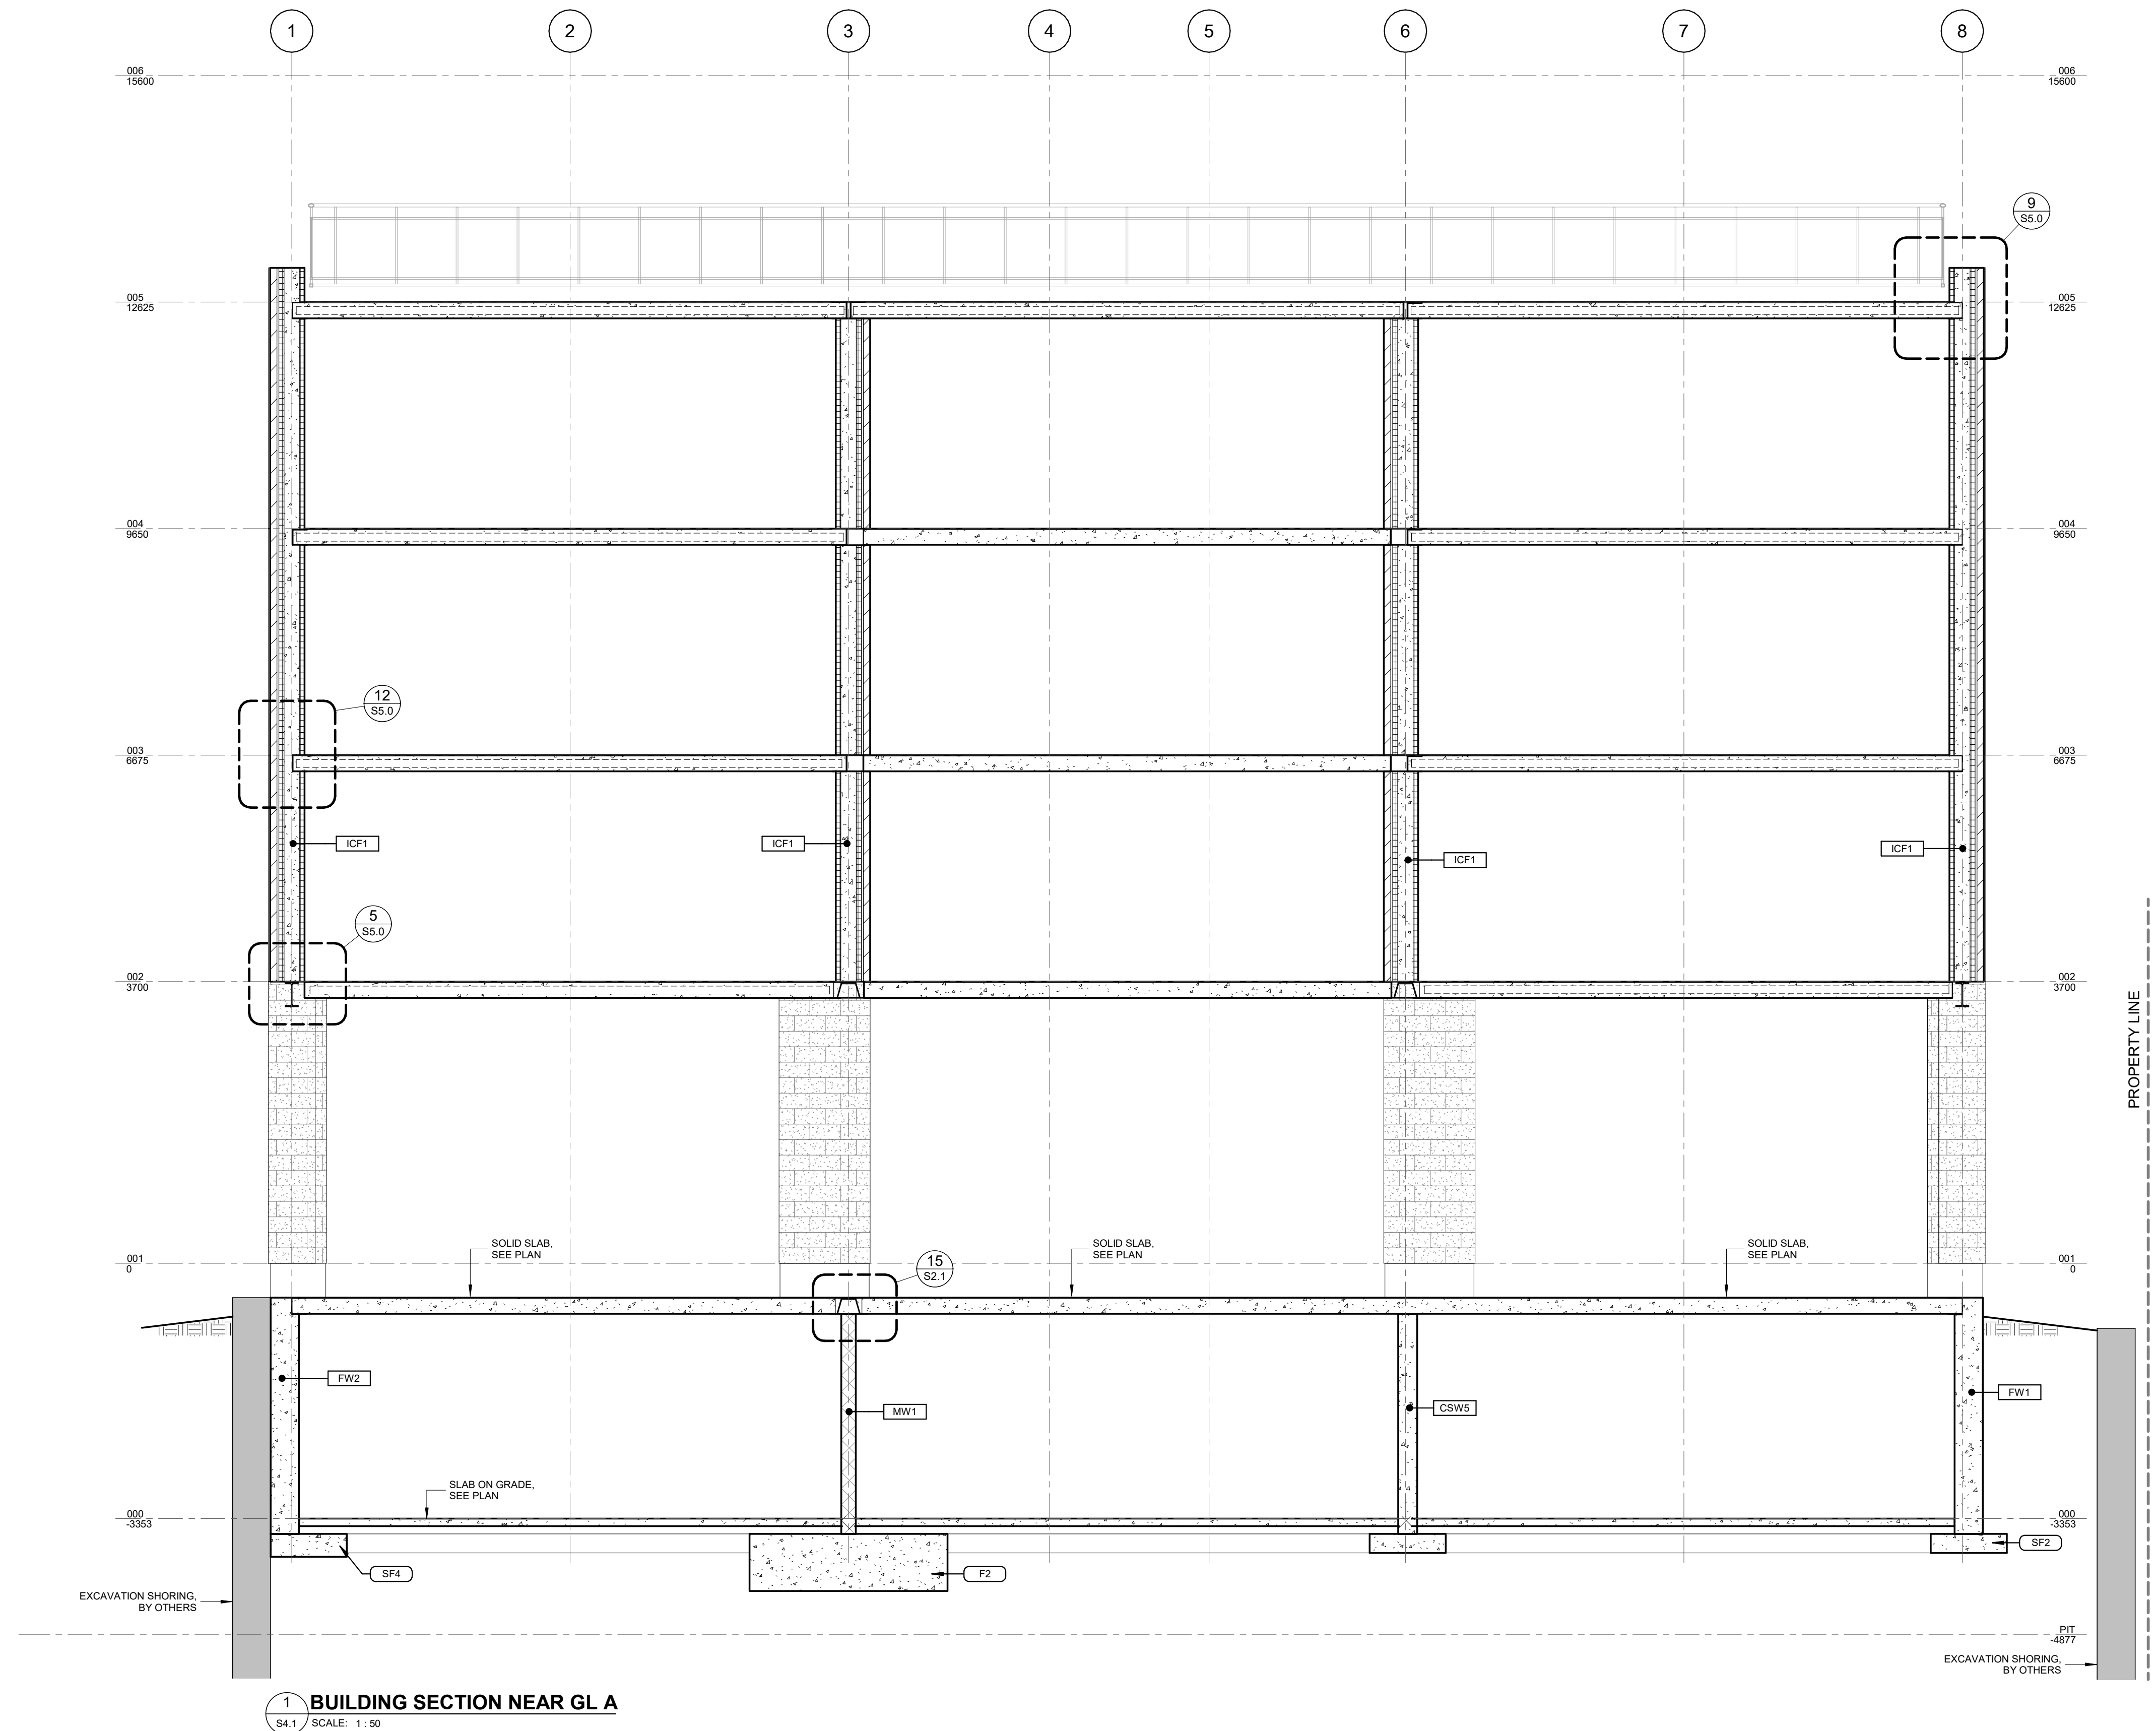 1 2 3 4 5 6 7 8
006 006
15600 15600
9
S5.0
005 005
12625 12625
004 004
9650 9650
12
S5.0
003 003
6675 6675
ICF1 ICF1 ICF1 ICF1
5
S5.0
002 002
3700 3700
PROPERTY LINE
SOLID SLAB,
SEE PLAN
SOLID SLAB,
SEE PLAN
SOLID SLAB,
SEE PLAN
001 001
0 0
15
S2.1
FW2 MW1 CSW5 FW1
SLAB ON GRADE,
SEE PLAN
000 000
-3353 -3353
SF4 F2 SF2
EXCAVATION SHORING,
BY OTHERS
PIT
-4877
EXCAVATION SHORING,
BY OTHERS
1 BUILDING SECTION NEAR GL A
S4.1 SCALE: 1 : 50